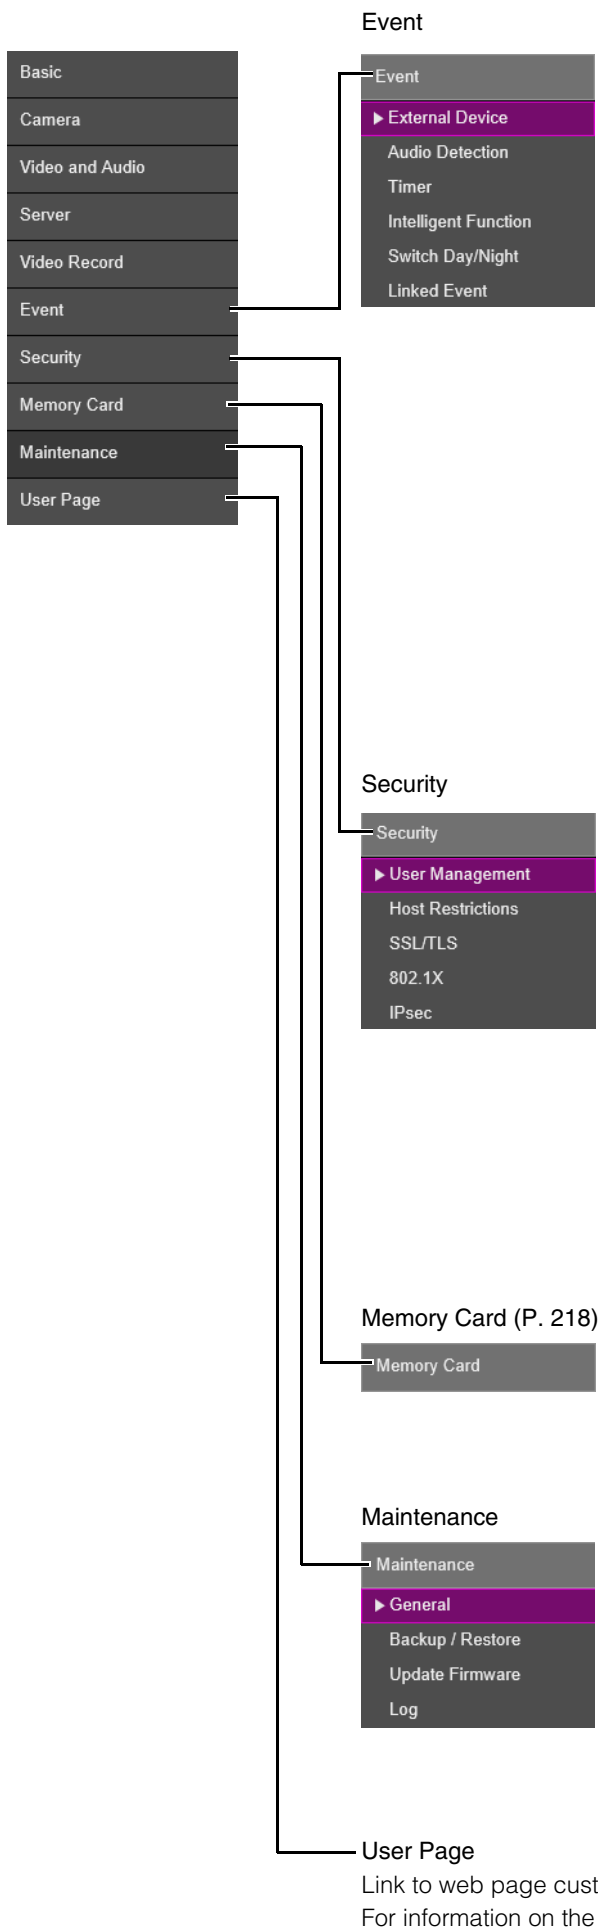 Basic
Camera
Video and Audio
Server
Video Record
Event
Security
Memory Card
Maintenance
User Page
Event
Event
External Device
Audio Detection
Timer
Intelligent Function
Switch Day/Night
Linked Event
Security
Security
User Management
Host Restrictions
SSL/TLS
802.1X
IPsec
Memory Card (P. 218)
Memory Card
Maintenance
Maintenance
General
Backup / Restore
Update Firmware
Log
User Page
Link to web page cust
For information on the